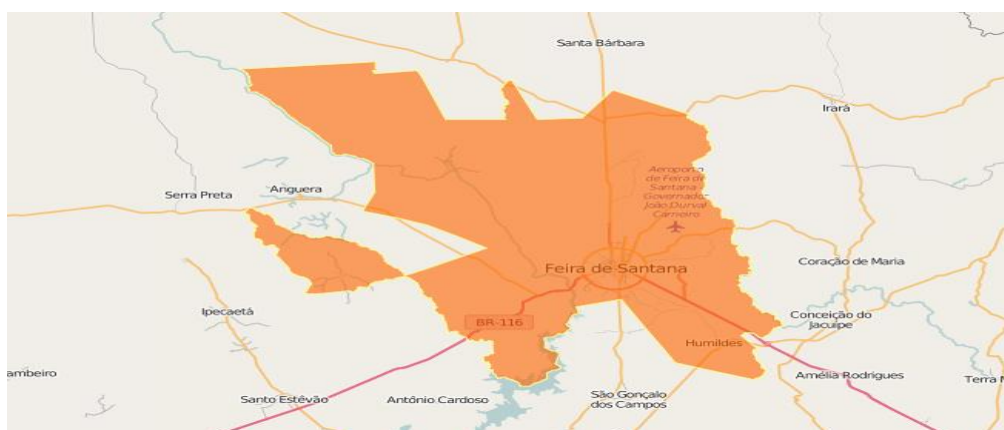 Santa Bárbara
Irará
Aeroporto
de Feira de
Santana -
Governador
João Durval
Carneiro
Serra Preta
Anguera
Coração de Maria
Feira de Santana
Ipecaetá
BR-116
Conceição do
Jacuípe
Humildes
ambeiro
Amélia Rodrigues
Terra
Santo Estêvão
Antônio Cardoso
São Gonçalo
dos Campos